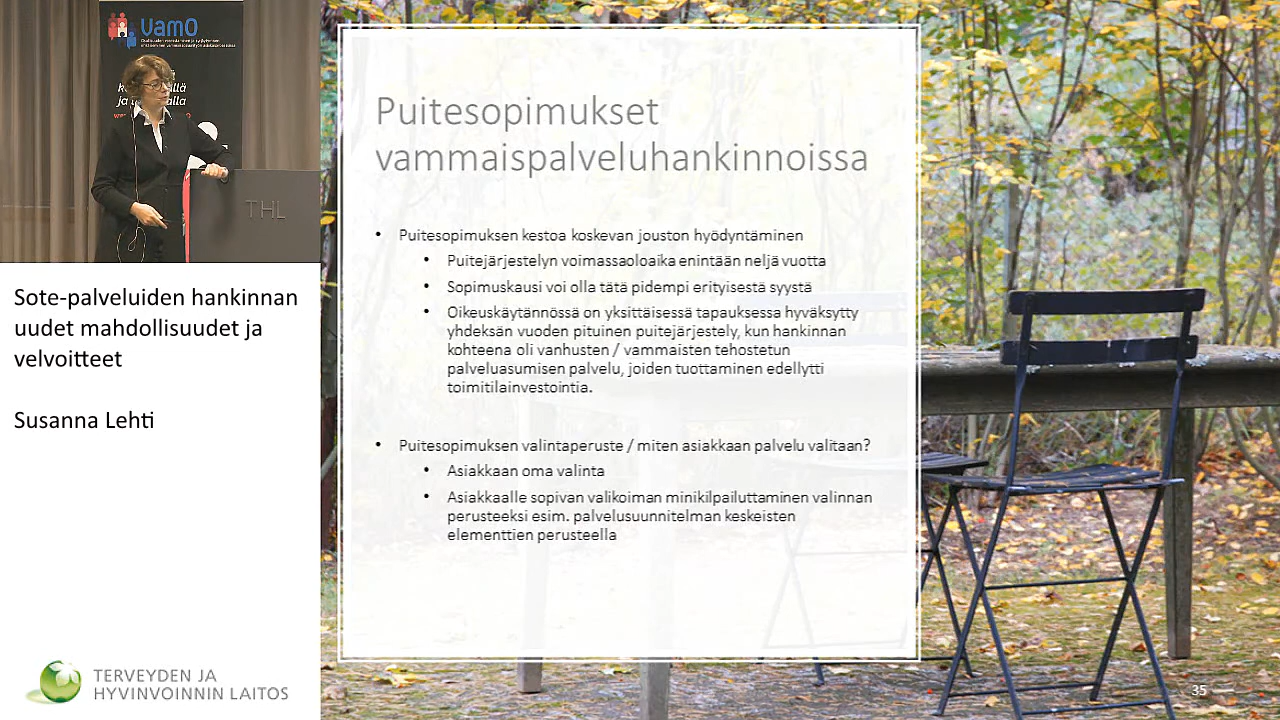 VamO
THL
Sote-palveluiden hankinnan
uudet mahdollisuudet ja
velvoitteet
Susanna Lehti
TERVEYDEN JA
HYVINVOINNIN LAITOS
Puitesopimukset
vammaispalveluhankinnoissa
• Puitesopimuksen kestoa koskevan jouston hyödyntäminen
• Puitejärjestelyn voimassaoloaika enintään neljä vuotta
• Sopimuskausi voi olla tätä pidempi erityisestä syystä
• Oikeuskäytännössä on yksittäisessä tapauksessa hyväksytty
yhdeksän vuoden pituinen puitejärjestely, kun hankinnan
kohteena oli vanhusten / vammaisten tehostetun
palveluasumisen palvelu, joiden tuottaminen edellytti
toimitilainvestointia.
• Puitesopimuksen valintaperuste / miten asiakkaan palvelu valitaan?
• Asiakkaan oma valinta
• Asiakkaalle sopivan valikoiman minikilpailuttaminen valinnan
perusteeksi esim. palvelusuunnitelman keskeisten
elementtien perusteella
35